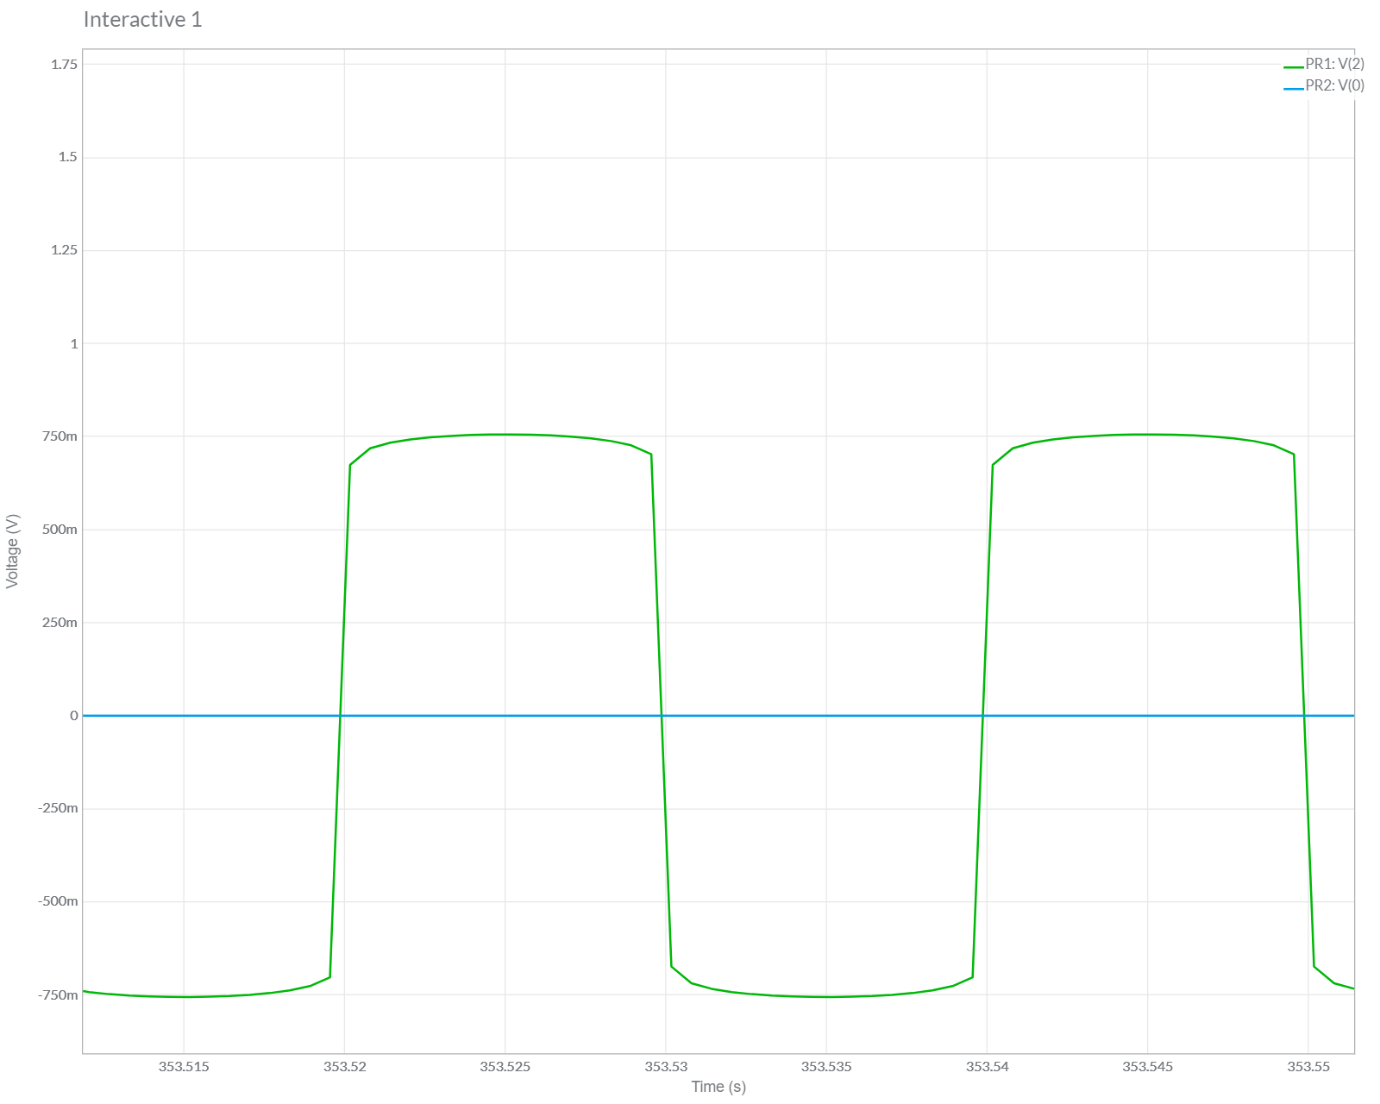 Interactive 1
PR1: V(2)
PR2: V(0)
1.75
1.5
1.25
1
750m
500m
250m
0
-250m
-500m
-750m
Voltage (V)
353.515 353.52 353.525 353.53 353.535 353.54 353.545 353.55
Time (s)